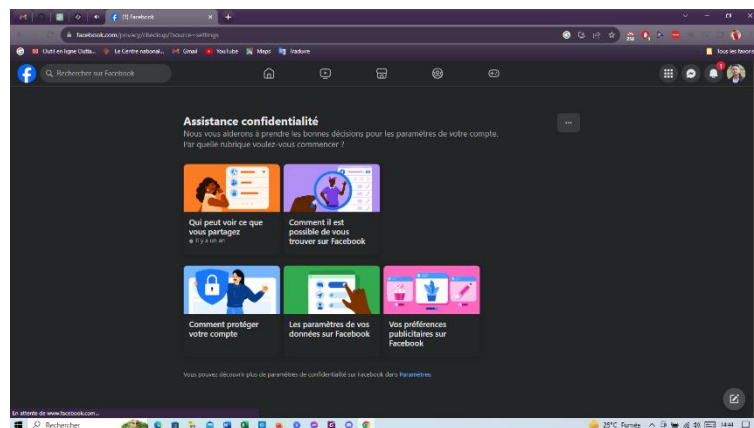 (1) Facebook
facebook.com/privacy/checkup/?source=settings
Outil en ligne Outla...
Le Centre national...
Gmail
YouTube
Maps
traduire
Tous les favoris
Rechercher sur Facebook
1
Assistance confidentialité
Nous vous aiderons à prendre les bonnes décisions pour les paramètres de votre compte.
Par quelle rubrique voulez-vous commencer ?
Qui peut voir ce que
vous partagez
Il y a un an
Comment il est
possible de vous
trouver sur Facebook
Comment protéger
votre compte
Les paramètres de vos
données sur Facebook
Vos préférences
publicitaires sur
Facebook
Vous pouvez découvrir plus de paramètres de confidentialité sur Facebook dans Paramètres.
En attente de www.facebook.com...
Rechercher
25°C Fumée
14:44